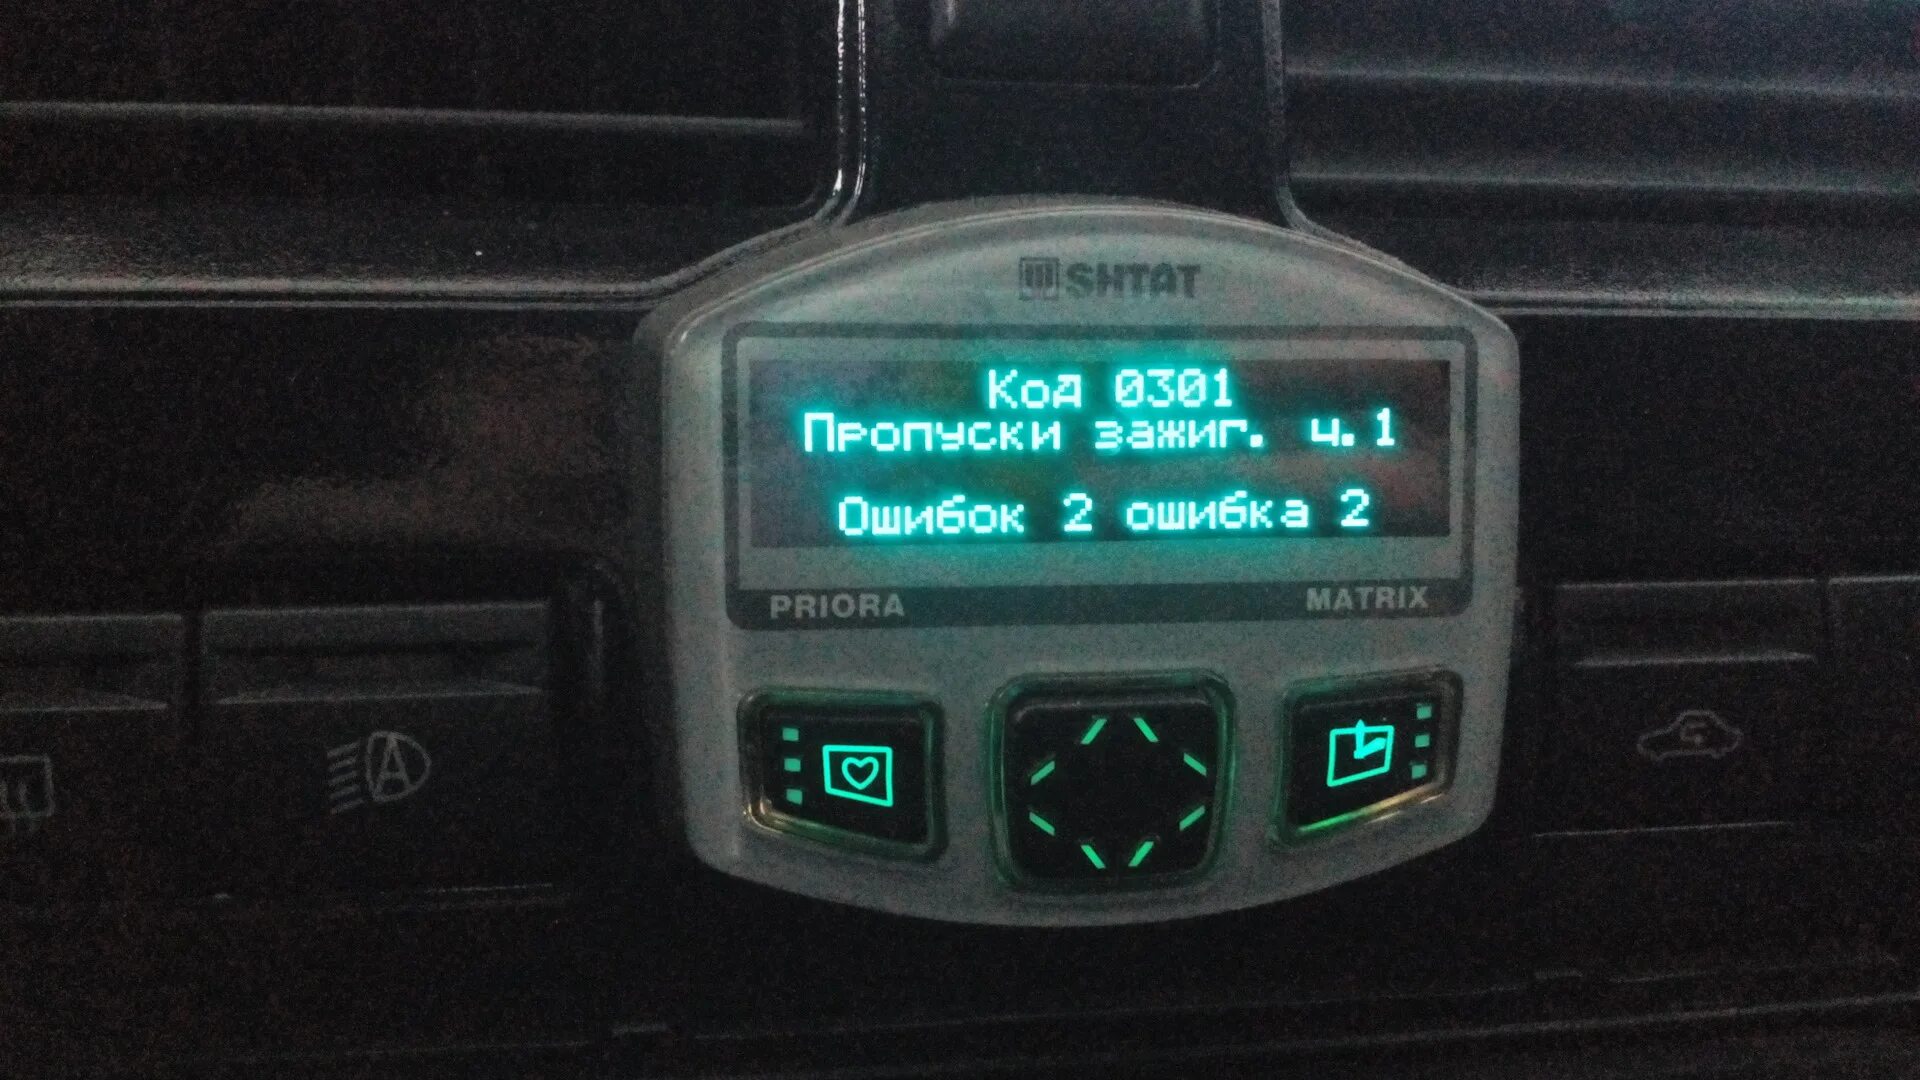 SHTAT
Код 0301
Пропуски зажиг. ч.1
Ошибок 2 ошибка 2
PRIORA MATRIX
A